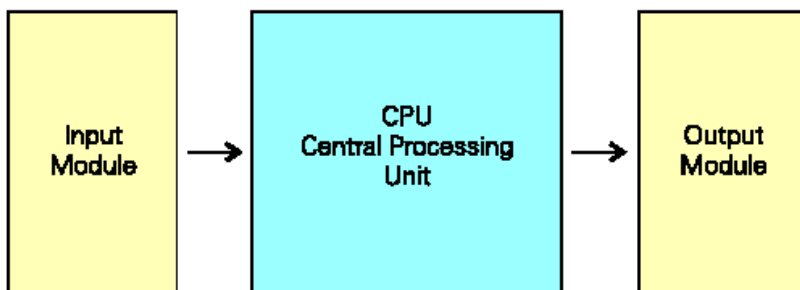 Input
Module
CPU
Central Processing
Unit
Output
Module